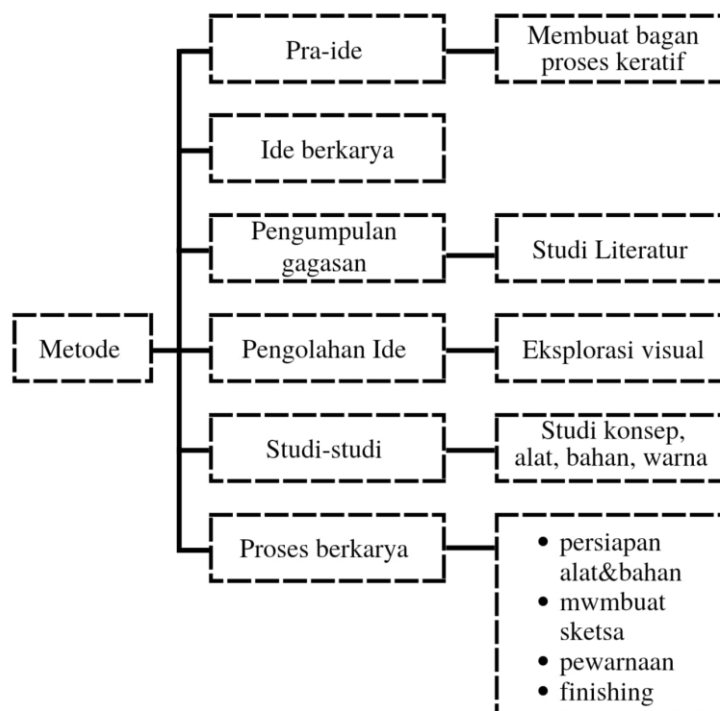 Pra-ide
Membuat bagan
proses keratif
Ide berkarya
Pengumpulan
gagasan
Studi Literatur
Metode
Pengolahan Ide
Eksplorasi visual
Studi-studi
Studi konsep,
alat, bahan, warna
Proses berkarya
• persiapan
alat&bahan
• mwmbuat
sketsa
• pewarnaan
• finishing